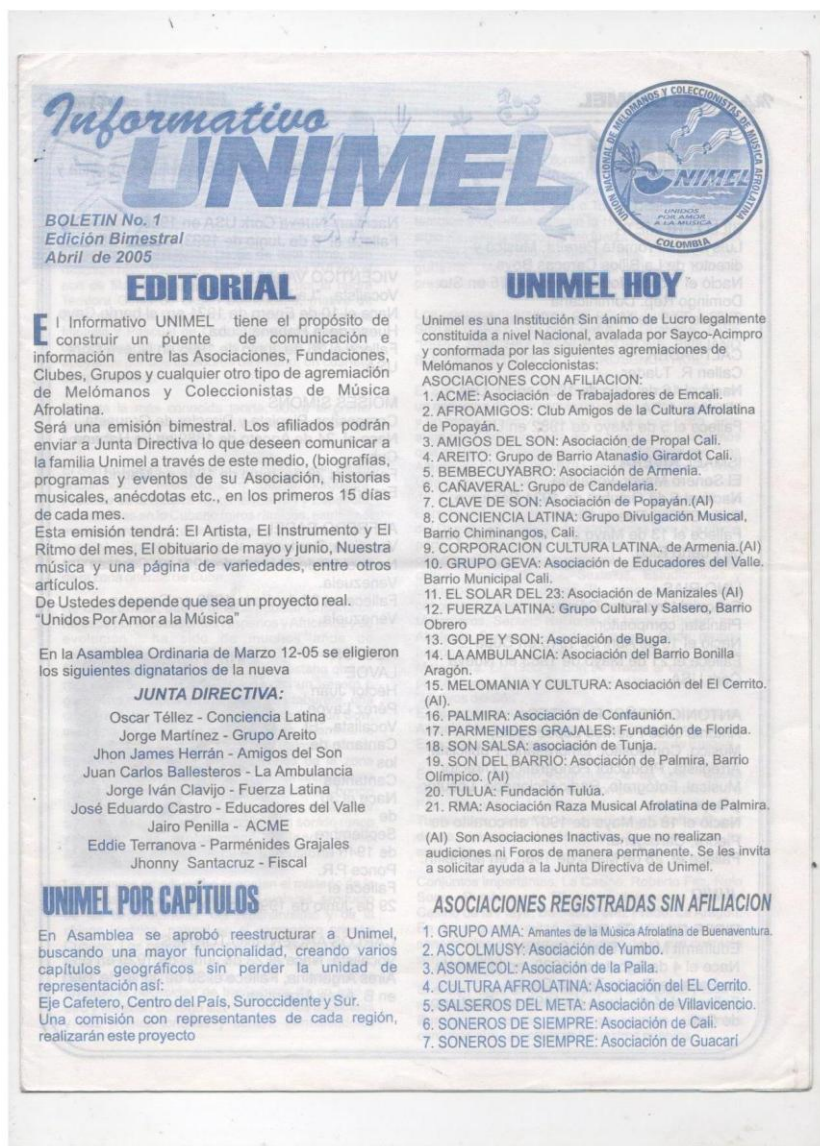 Informativo
UNIMEL
UNION NACIONAL DE MELOMANOS Y COLECCIONISTAS DE MUSICA AFROLATINA
UNIMEL
UNIDOS
POR AMOR
A LA MUSICA
COLOMBIA
BOLETIN No. 1
Edición Bimestral
Abril de 2005
EDITORIAL
El Informativo UNIMEL tiene el propósito de
construir un puente de comunicación e
información entre las Asociaciones, Fundaciones,
Clubes, Grupos y cualquier otro tipo de agremiación
de Melómanos y Coleccionistas de Música
Afrolatina.
Será una emisión bimestral. Los afiliados podrán
enviar a Junta Directiva lo que deseen comunicar a
la familia Unimel a través de este medio, (biografías,
programas y eventos de su Asociación, historias
musicales, anécdotas etc., en los primeros 15 días
de cada mes.
Esta emisión tendrá: El Artista, El Instrumento y El
Ritmo del mes, El obituario de mayo y junio, Nuestra
música y una página de variedades, entre otros
artículos.
De Ustedes depende que sea un proyecto real.
“Unidos Por Amor a la Música”
En la Asamblea Ordinaria de Marzo 12-05 se eligieron
los siguientes dignatarios de la nueva
JUNTA DIRECTIVA:
Oscar Téllez - Conciencia Latina
Jorge Martínez - Grupo Areito
Jhon James Herrán - Amigos del Son
Juan Carlos Ballesteros - La Ambulancia
Jorge Iván Clavijo - Fuerza Latina
José Eduardo Castro - Educadores del Valle
Jairo Penilla - ACME
Eddie Terranova - Parménides Grajales
Jhonny Santacruz - Fiscal
UNIMEL POR CAPÍTULOS
En Asamblea se aprobó reestructurar a Unimel,
buscando una mayor funcionalidad, creando varios
capítulos geográficos sin perder la unidad de
representación así:
Eje Cafetero, Centro del País, Suroccidente y Sur.
Una comisión con representantes de cada región,
realizarán este proyecto
UNIMEL HOY
Unimel es una Institución Sin ánimo de Lucro legalmente
constituida a nivel Nacional, avalada por Sayco-Acimpro
y conformada por las siguientes agremiaciones de
Melómanos y Coleccionistas:
ASOCIACIONES CON AFILIACION:
1. ACME: Asociación de Trabajadores de Emcali.
2. AFROAMIGOS: Club Amigos de la Cultura Afrolatina
de Popayán.
3. AMIGOS DEL SON: Asociación de Propal Cali.
4. AREITO: Grupo de Barrio Atanasio Girardot Cali.
5. BEMBECUYABRO: Asociación de Armenia.
6. CAÑAVERAL: Grupo de Candelaria.
7. CLAVE DE SON: Asociación de Popayán.(AI)
8. CONCIENCIA LATINA: Grupo Divulgación Musical,
Barrio Chiminangos, Cali.
9. CORPORACION CULTURA LATINA. de Armenia.(AI)
10. GRUPO GEVA: Asociación de Educadores del Valle.
Barrio Municipal Cali.
11. EL SOLAR DEL 23: Asociación de Manizales (AI)
12. FUERZA LATINA: Grupo Cultural y Salsero, Barrio
Obrero
13. GOLPE Y SON: Asociación de Buga.
14. LA AMBULANCIA: Asociación del Barrio Bonilla
Aragón.
15. MELOMANIA Y CULTURA: Asociación del El Cerrito.
(AI).
16. PALMIRA: Asociación de Confaunión.
17. PARMENIDES GRAJALES: Fundación de Florida.
18. SON SALSA: asociación de Tunja.
19. SON DEL BARRIO: Asociación de Palmira, Barrio
Olímpico. (AI)
20. TULUA: Fundación Tulúa.
21. RMA: Asociación Raza Musical Afrolatina de Palmira.
(AI) Son Asociaciones Inactivas, que no realizan
audiciones ni Foros de manera permanente. Se les invita
a solicitar ayuda a la Junta Directiva de Unimel.
ASOCIACIONES REGISTRADAS SIN AFILIACION
1. GRUPO AMA: Amantes de la Música Afrolatina de Buenaventura.
2. ASCOLMUSY: Asociación de Yumbo.
3. ASOMECOL: Asociación de la Paila.
4. CULTURA AFROLATINA: Asociación del EL Cerrito.
5. SALSEROS DEL META: Asociación de Villavicencio.
6. SONEROS DE SIEMPRE: Asociación de Cali.
7. SONEROS DE SIEMPRE: Asociación de Guacarí